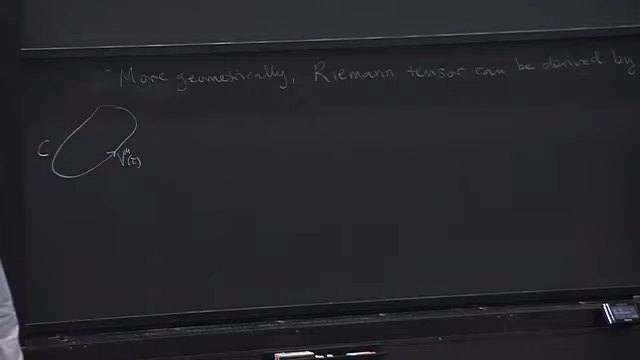 More geometrically, Riemann tensor can be derived by
C
V^μ(τ)